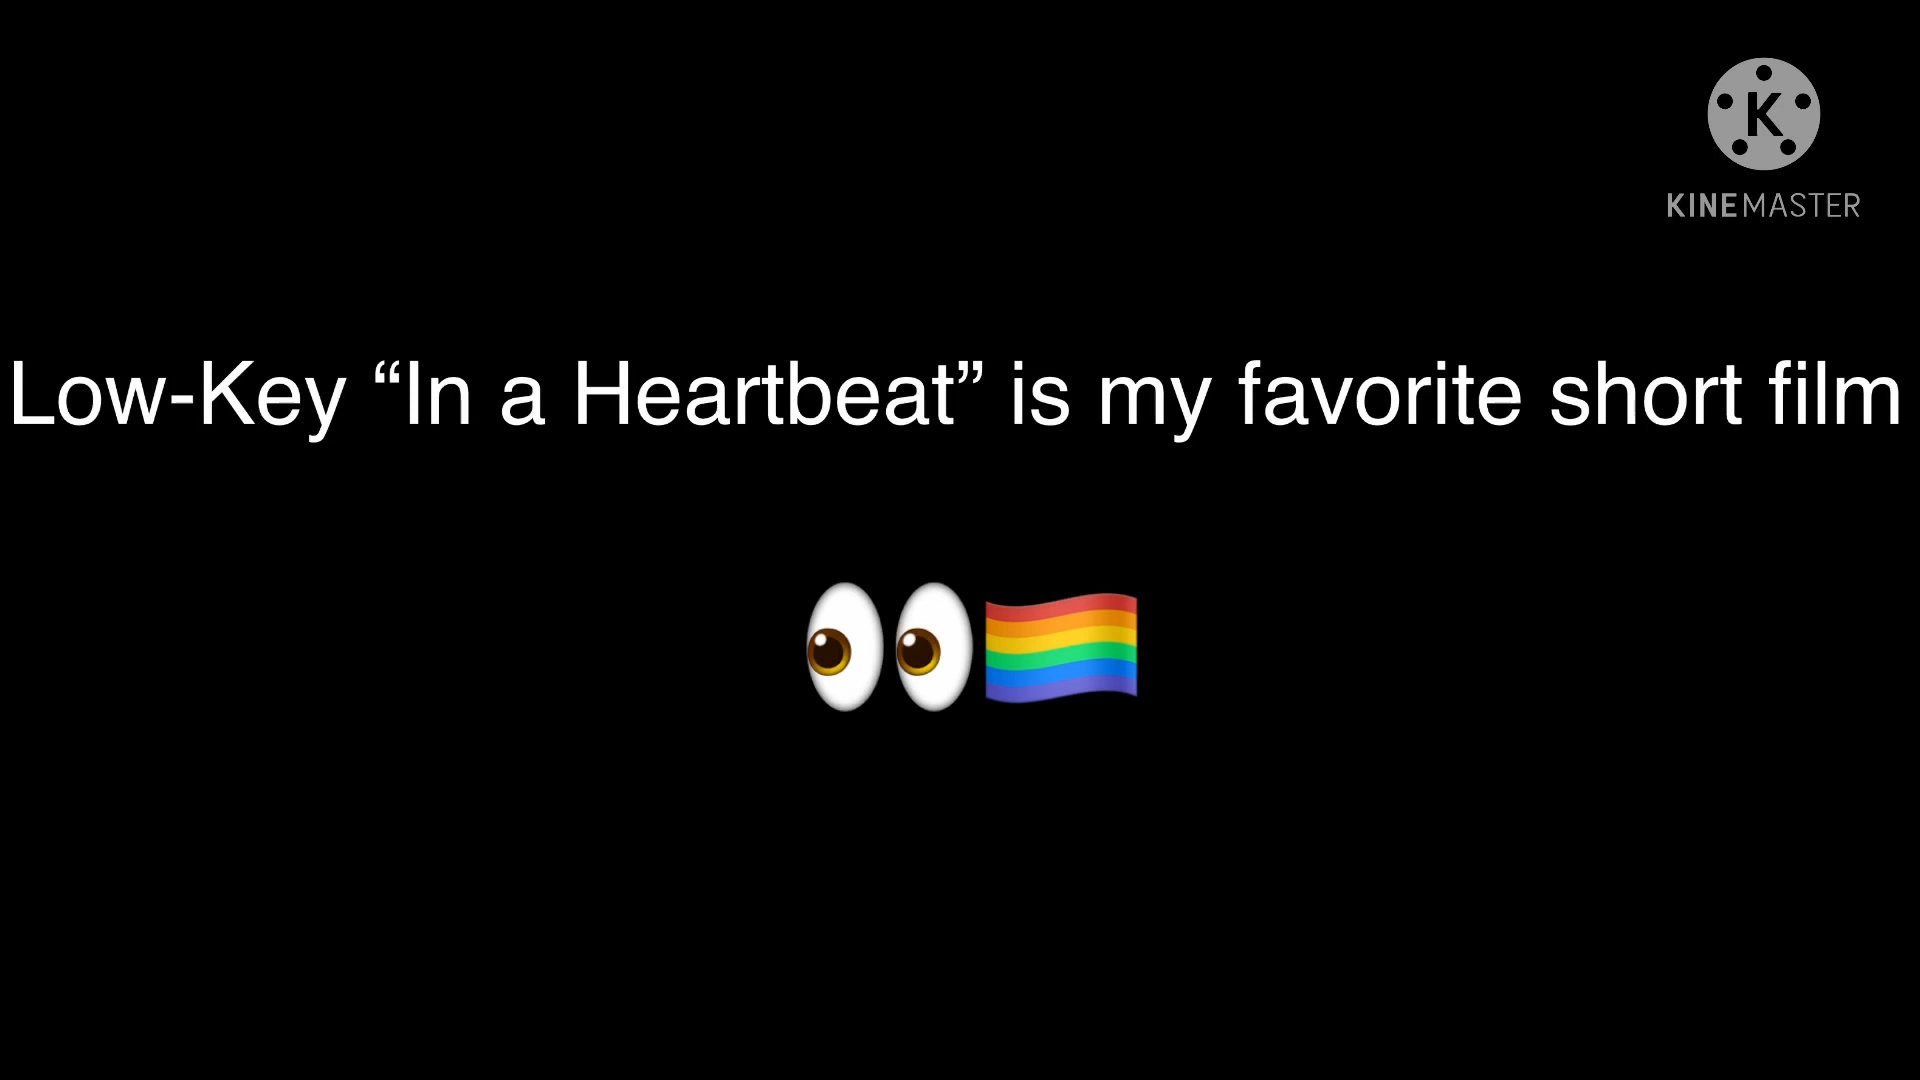 K
KINEMASTER
Low-Key “In a Heartbeat” is my favorite short film
👀🏳️‍🌈